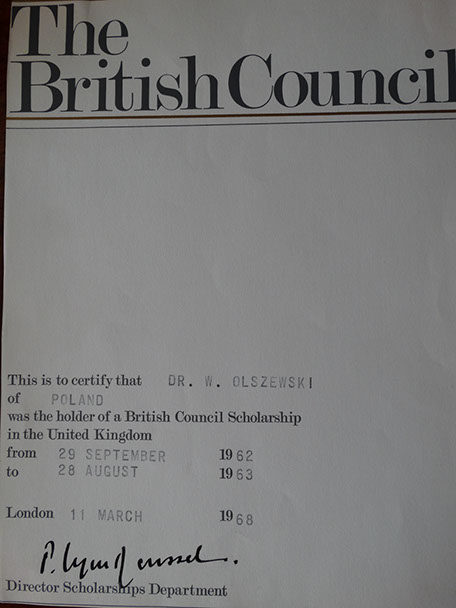 The
British Council
This is to certify that DR. W. OLSZEWSKI
of POLAND
was the holder of a British Council Scholarship
in the United Kingdom
from 29 SEPTEMBER 1962
to 28 AUGUST 1963
London 11 MARCH 1968
Director Scholarships Department